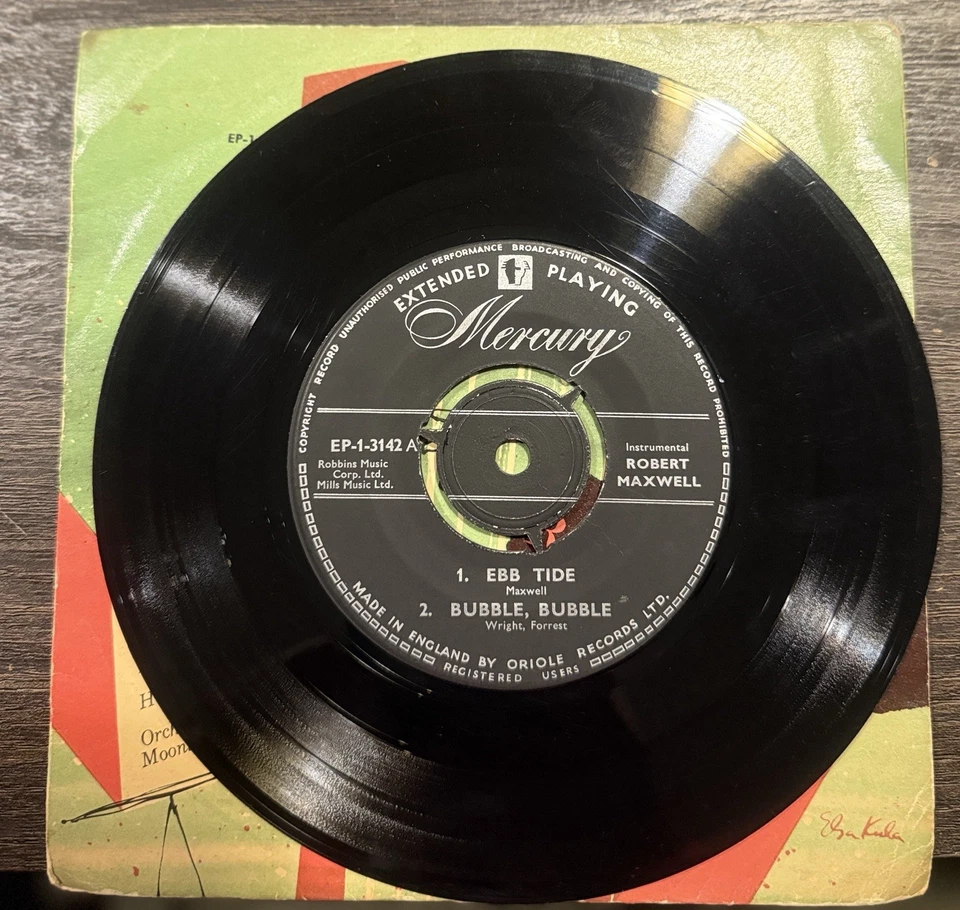 EP-1
COPYRIGHT RECORD UNAUTHORISED PUBLIC PERFORMANCE BROADCASTING AND COPYING OF THIS RECORD PROHIBITED
EXTENDED PLAYING
Mercury
EP-1-3142 A
Robbins Music
Corp. Ltd.
Mills Music Ltd.
Instrumental
ROBERT
MAXWELL
1. EBB TIDE
Maxwell
2. BUBBLE, BUBBLE
Wright, Forrest
MADE IN ENGLAND BY ORIOLE RECORDS LTD.
REGISTERED USERS
H
Orch
Moon
Elsa Kula